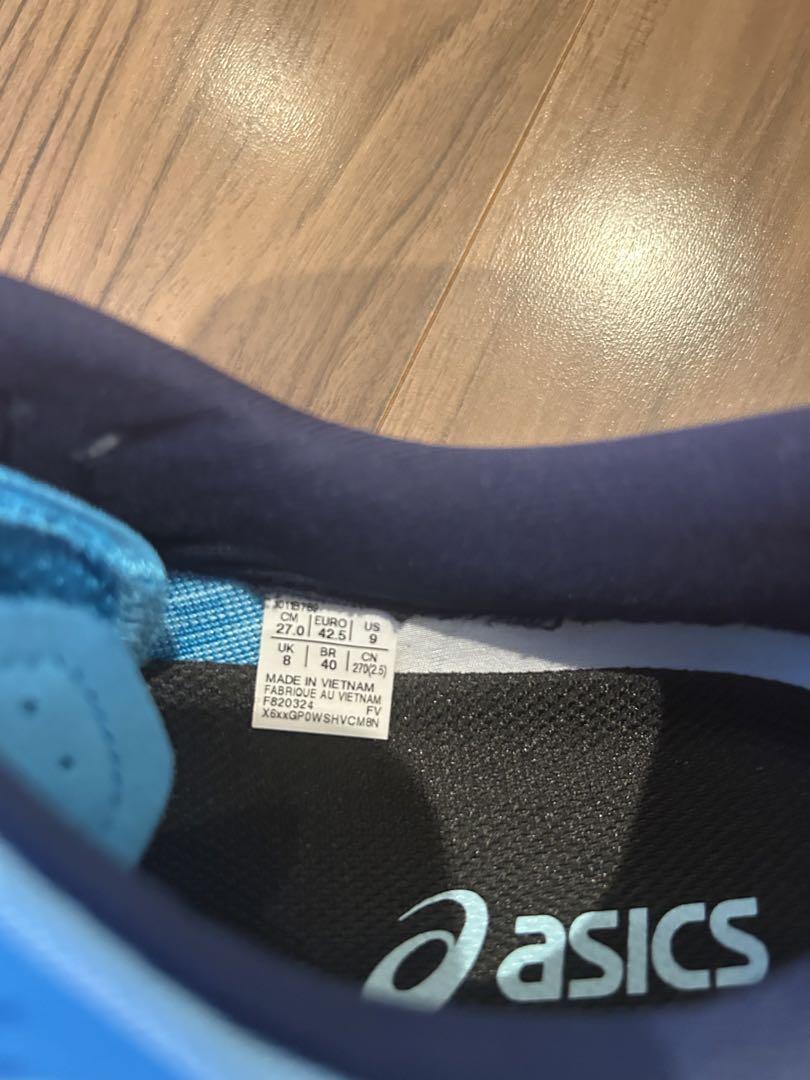 1011B789
CM EURO US
27.0 42.5 9
UK BR CN
8 40 270(2.5)
MADE IN VIETNAM
FABRIQUE AU VIETNAM
F820324 FV
X6xxGP0WSHVCM8N
asics